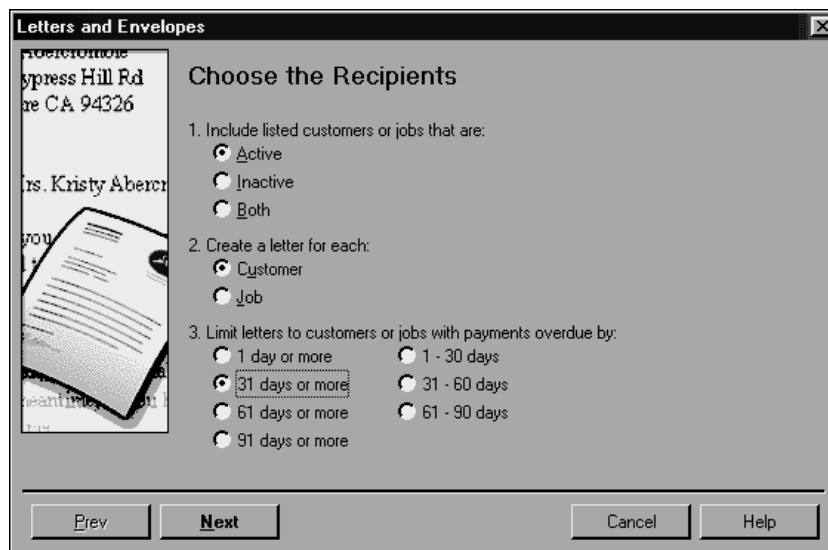 Letters and Envelopes
Abercrombie
ypress Hill Rd
re CA 94326
rs. Kristy Abercr
you
Choose the Recipients
1. Include listed customers or jobs that are:
Active
Inactive
Both
2. Create a letter for each:
Customer
Job
3. Limit letters to customers or jobs with payments overdue by:
1 day or more
1 - 30 days
31 days or more
31 - 60 days
61 days or more
61 - 90 days
91 days or more
Prev
Next
Cancel
Help